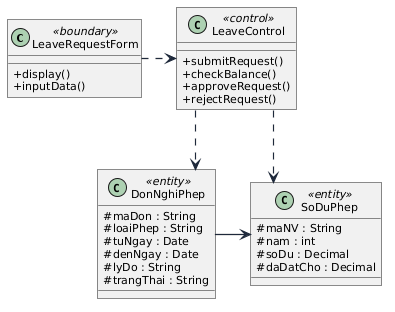 C «boundary»
LeaveRequestForm
+display()
+inputData()
C «control»
LeaveControl
+submitRequest()
+checkBalance()
+approveRequest()
+rejectRequest()
C «entity»
DonNghiPhep
#maDon : String
#loaiPhep : String
#tuNgay : Date
#denNgay : Date
#lyDo : String
#trangThai : String
C «entity»
SoDuPhep
#maNV : String
#nam : int
#soDu : Decimal
#daDatCho : Decimal